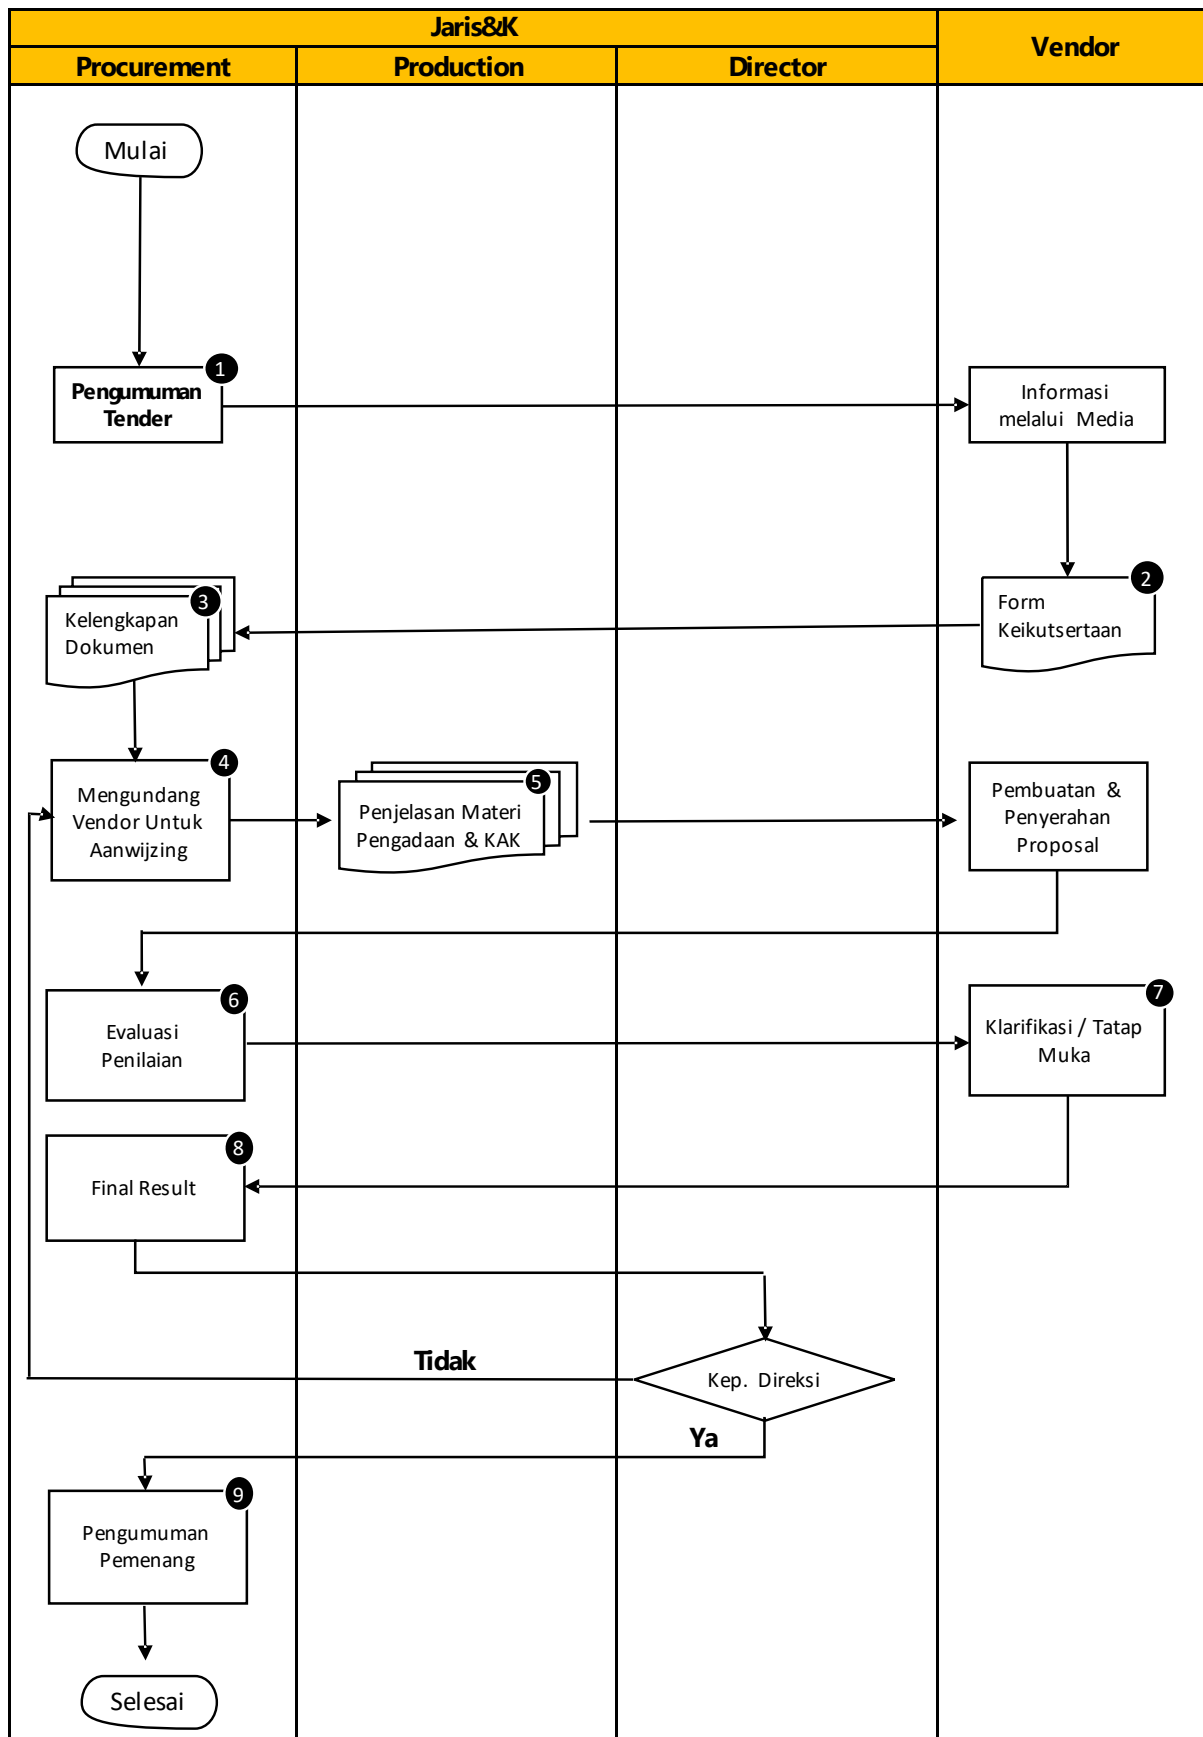 Jaris&K
Vendor
Procurement
Production
Director
Mulai
1
Pengumuman
Tender
Informasi
melalui Media
2
Form
Keikutsertaan
3
Kelengkapan
Dokumen
4
Mengundang
Vendor Untuk
Aanwijzing
5
Penjelasan Materi
Pengadaan & KAK
Pembuatan &
Penyerahan
Proposal
6
Evaluasi
Penilaian
7
Klarifikasi / Tatap
Muka
8
Final Result
Tidak
Kep. Direksi
Ya
9
Pengumuman
Pemenang
Selesai